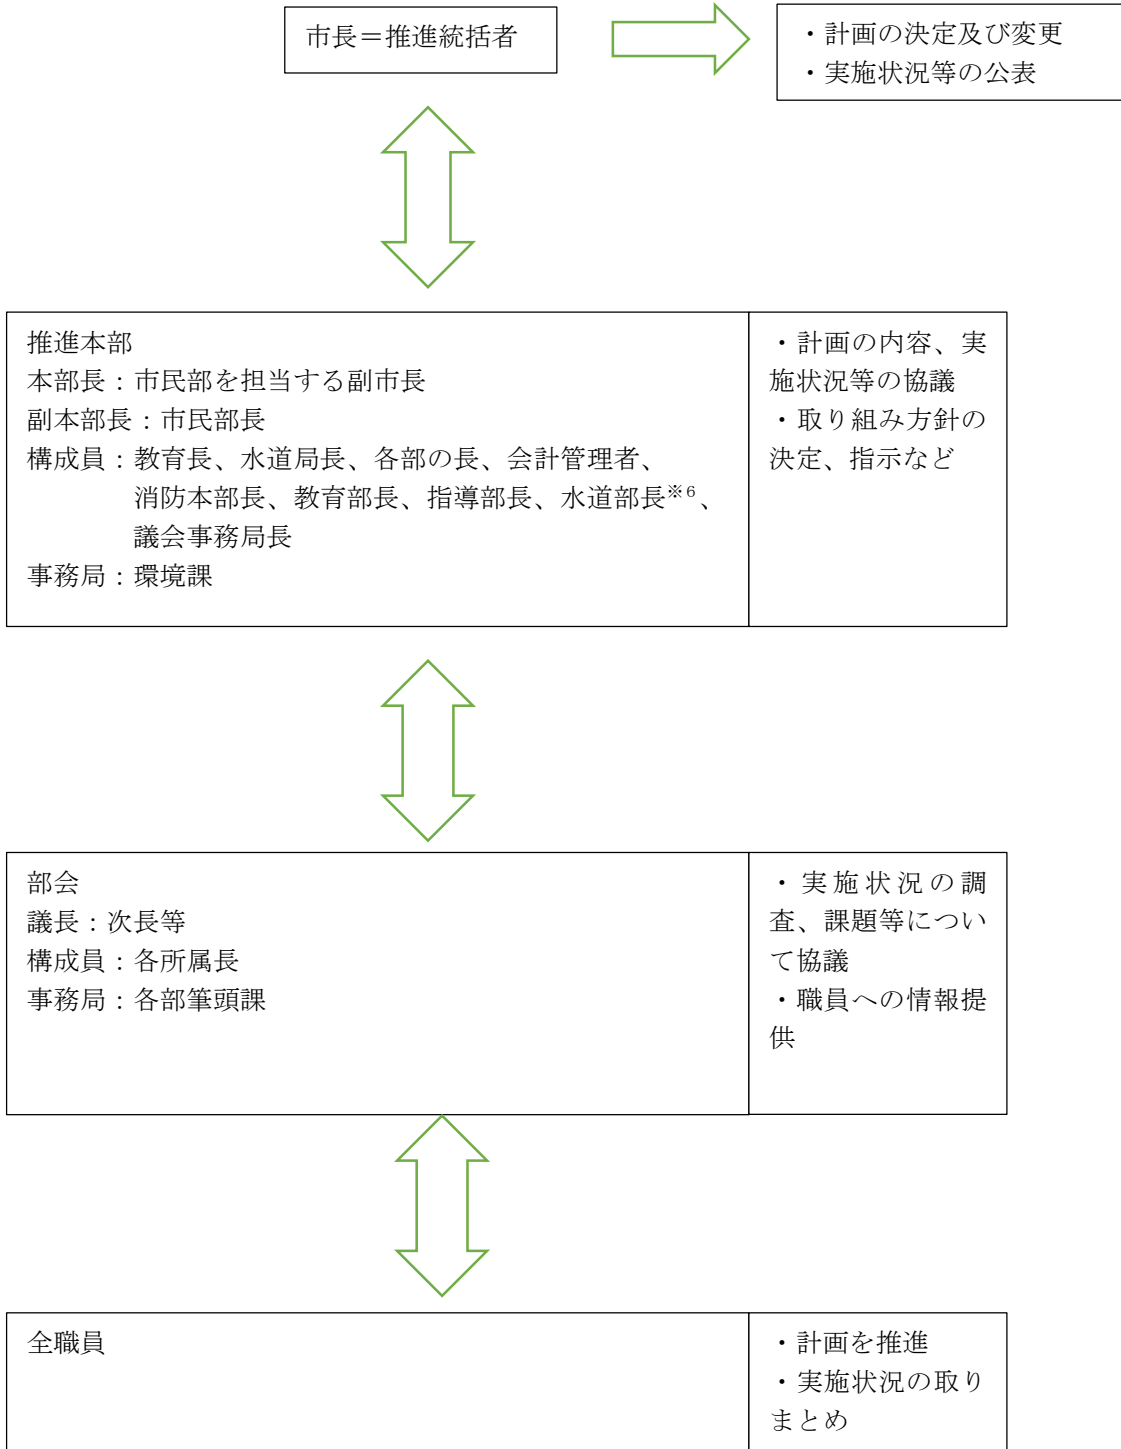 市長＝推進統括者
・計画の決定及び変更
・実施状況等の公表
推進本部
本部長：市民部を担当する副市長
副本部長：市民部長
構成員：教育長、水道局長、各部の長、会計管理者、
消防本部長、教育部長、指導部長、水道部長※6、
議会事務局長
事務局：環境課
・計画の内容、実
施状況等の協議
・取り組み方針の
決定、指示など
部会
議長：次長等
構成員：各所属長
事務局：各部筆頭課
・実施状況の調
査、課題等につい
て協議
・職員への情報提
供
全職員
・計画を推進
・実施状況の取り
まとめ